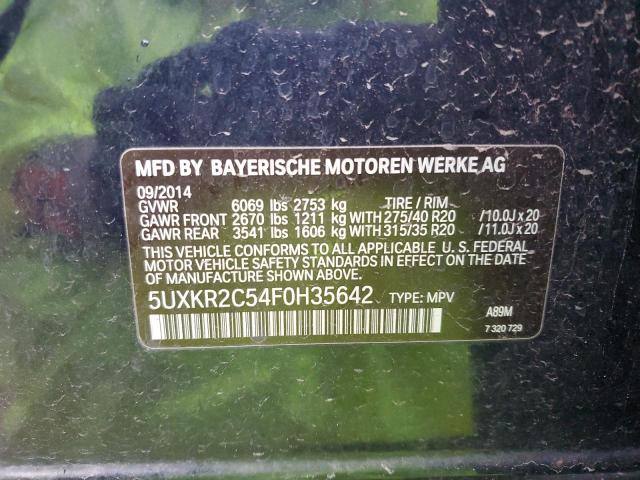 MFD BY BAYERISCHE MOTOREN WERKE AG
09/2014
GVWR 6069 lbs 2753 kg TIRE / RIM
GAWR FRONT 2670 lbs 1211 kg WITH 275/40 R20 /10.0J x 20
GAWR REAR 3541 lbs 1606 kg WITH 315/35 R20 /11.0J x 20
THIS VEHICLE CONFORMS TO ALL APPLICABLE U. S. FEDERAL
MOTOR VEHICLE SAFETY STANDARDS IN EFFECT ON THE DATE
OF MANUFACTURE SHOWN ABOVE.
5UXKR2C54F0H35642 TYPE: MPV
A89M
7 320 729